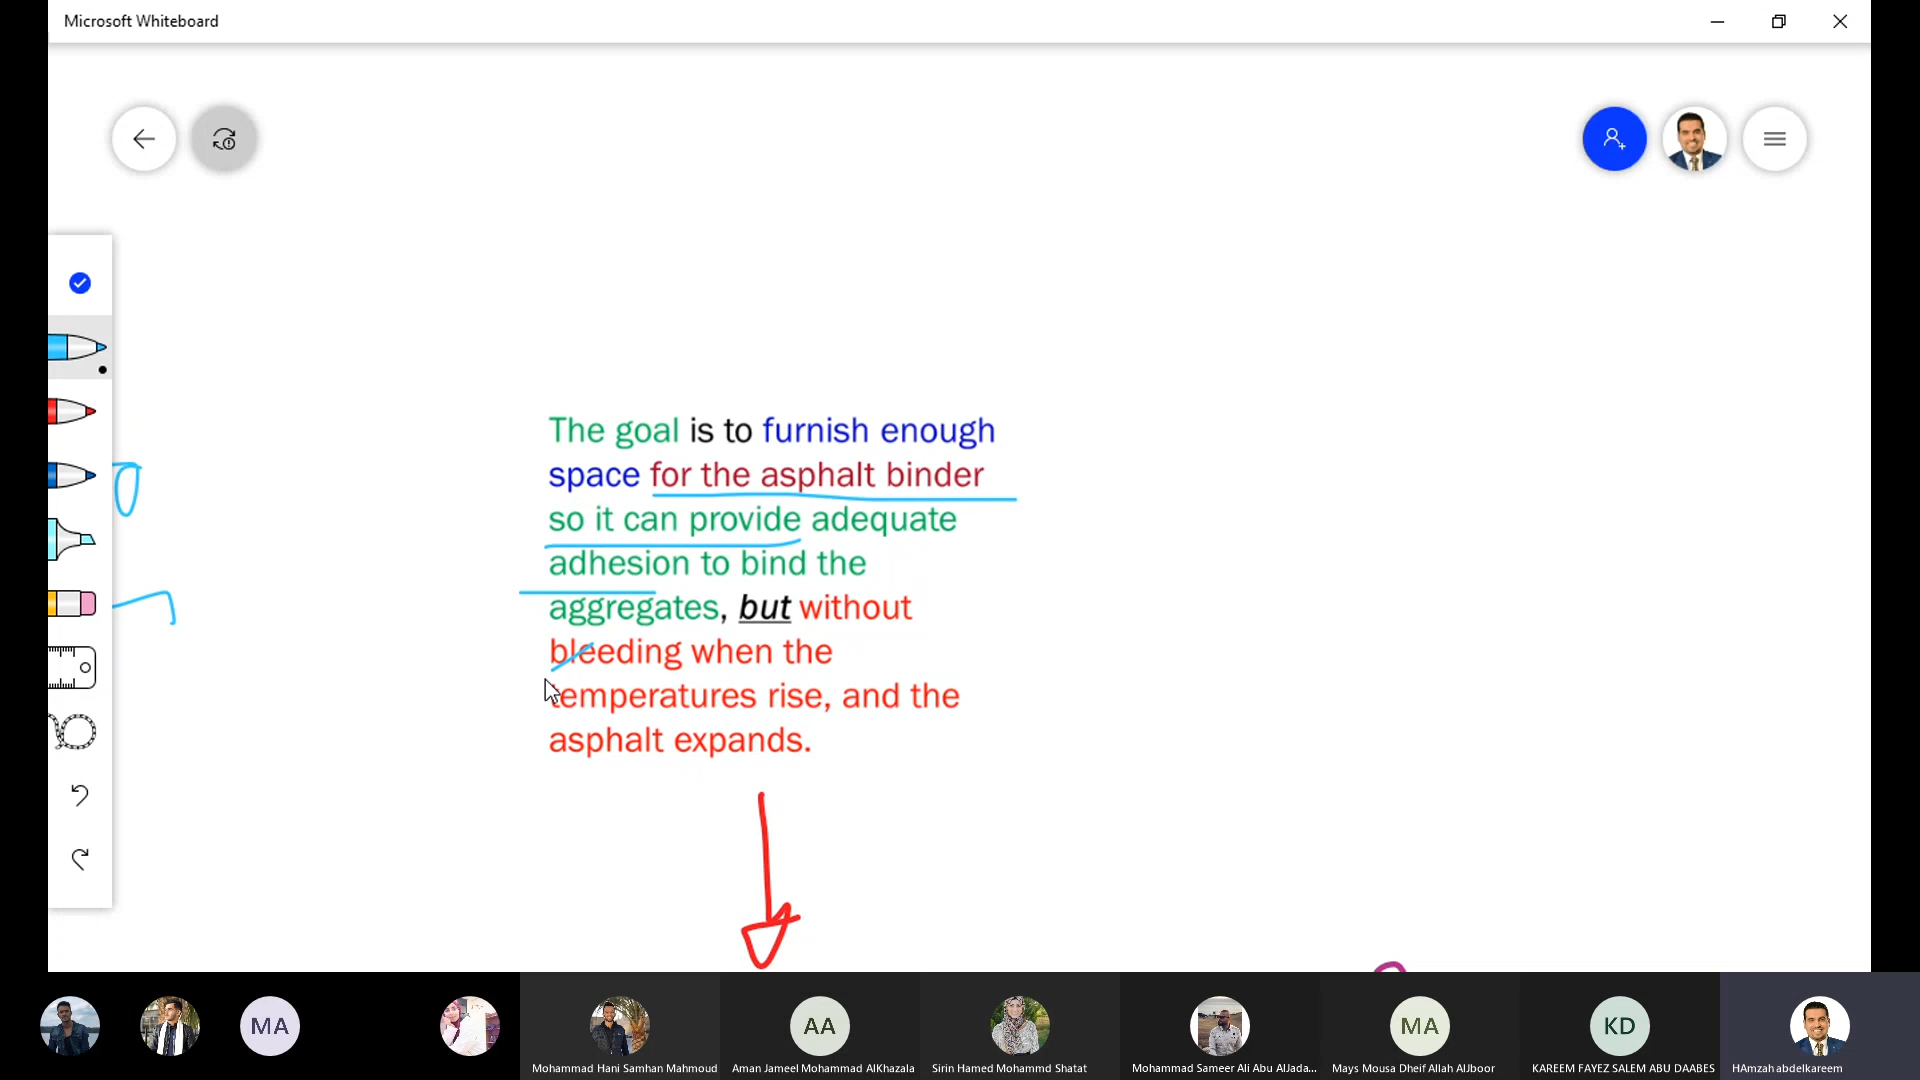 Microsoft Whiteboard
The goal is to furnish enough
space for the asphalt binder
so it can provide adequate
adhesion to bind the
aggregates, but without
bleeding when the
temperatures rise, and the
asphalt expands.
MA
AA
MA
KD
Mohammad Hani Samhan Mahmoud
Aman Jameel Mohammad AlKhazala
Sirin Hamed Mohammd Shatat
Mohammad Sameer Ali Abu AlJada...
Mays Mousa Dheif Allah AlJboor
KAREEM FAYEZ SALEM ABU DAABES
HAmzah abdelkareem